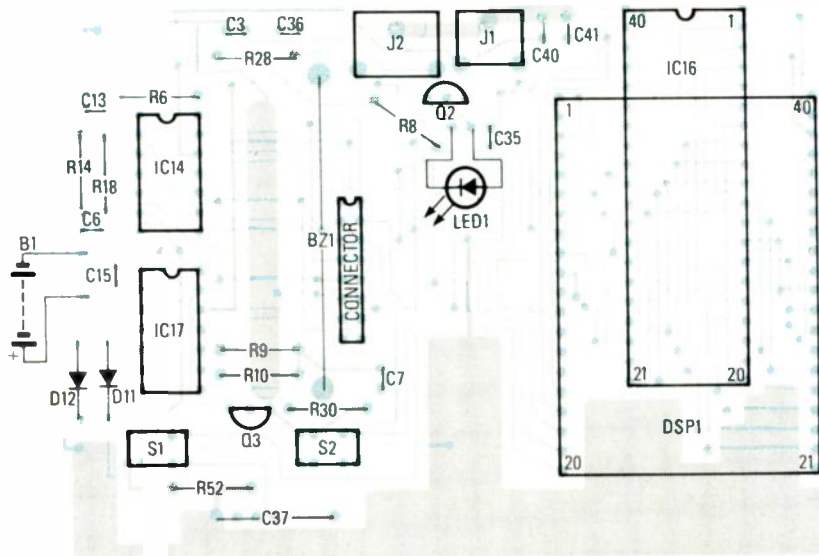 C3 C36 J2 J1 C40 C41 40 1
R28 IC16
C13 R6 Q2 1 40
R8 C35
R14 R18 IC14
LED1
C6
B1 BZ1 CONNECTOR
C15
IC17
+
R9
R10 C7 21 20
D12 D11 R30
Q3 DSP1
S1 S2 +
20 21
R52
C37